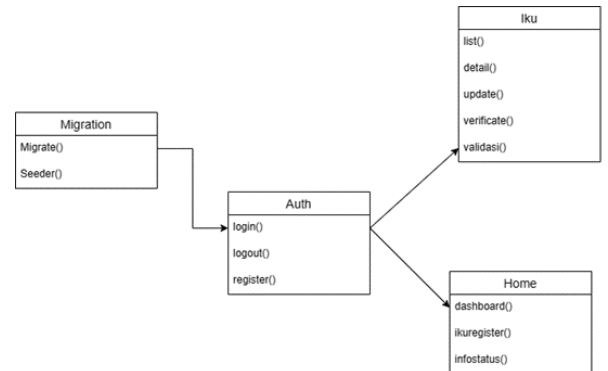 Iku
list()
detail()
update()
verificate()
validasi()
Migration
Migrate()
Seeder()
Auth
login()
logout()
register()
Home
dashboard()
ikuregister()
infostatus()